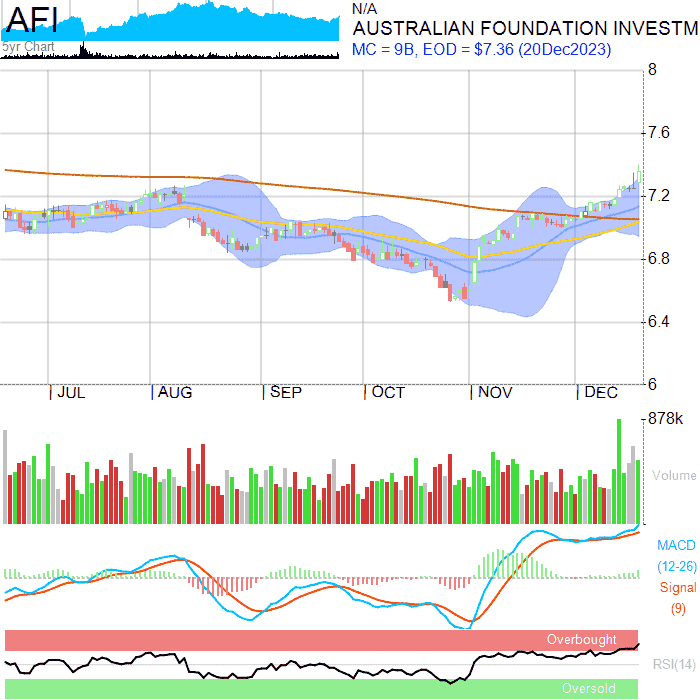 AFI
5yr Chart
N/A
AUSTRALIAN FOUNDATION INVESTM
MC = 9B, EOD = $7.36 (20Dec2023)
8
7.6
7.2
6.8
6.4
6
JUL
AUG
SEP
OCT
NOV
DEC
878k
Volume
MACD
(12-26)
Signal
(9)
Overbought
RSI(14)
Oversold